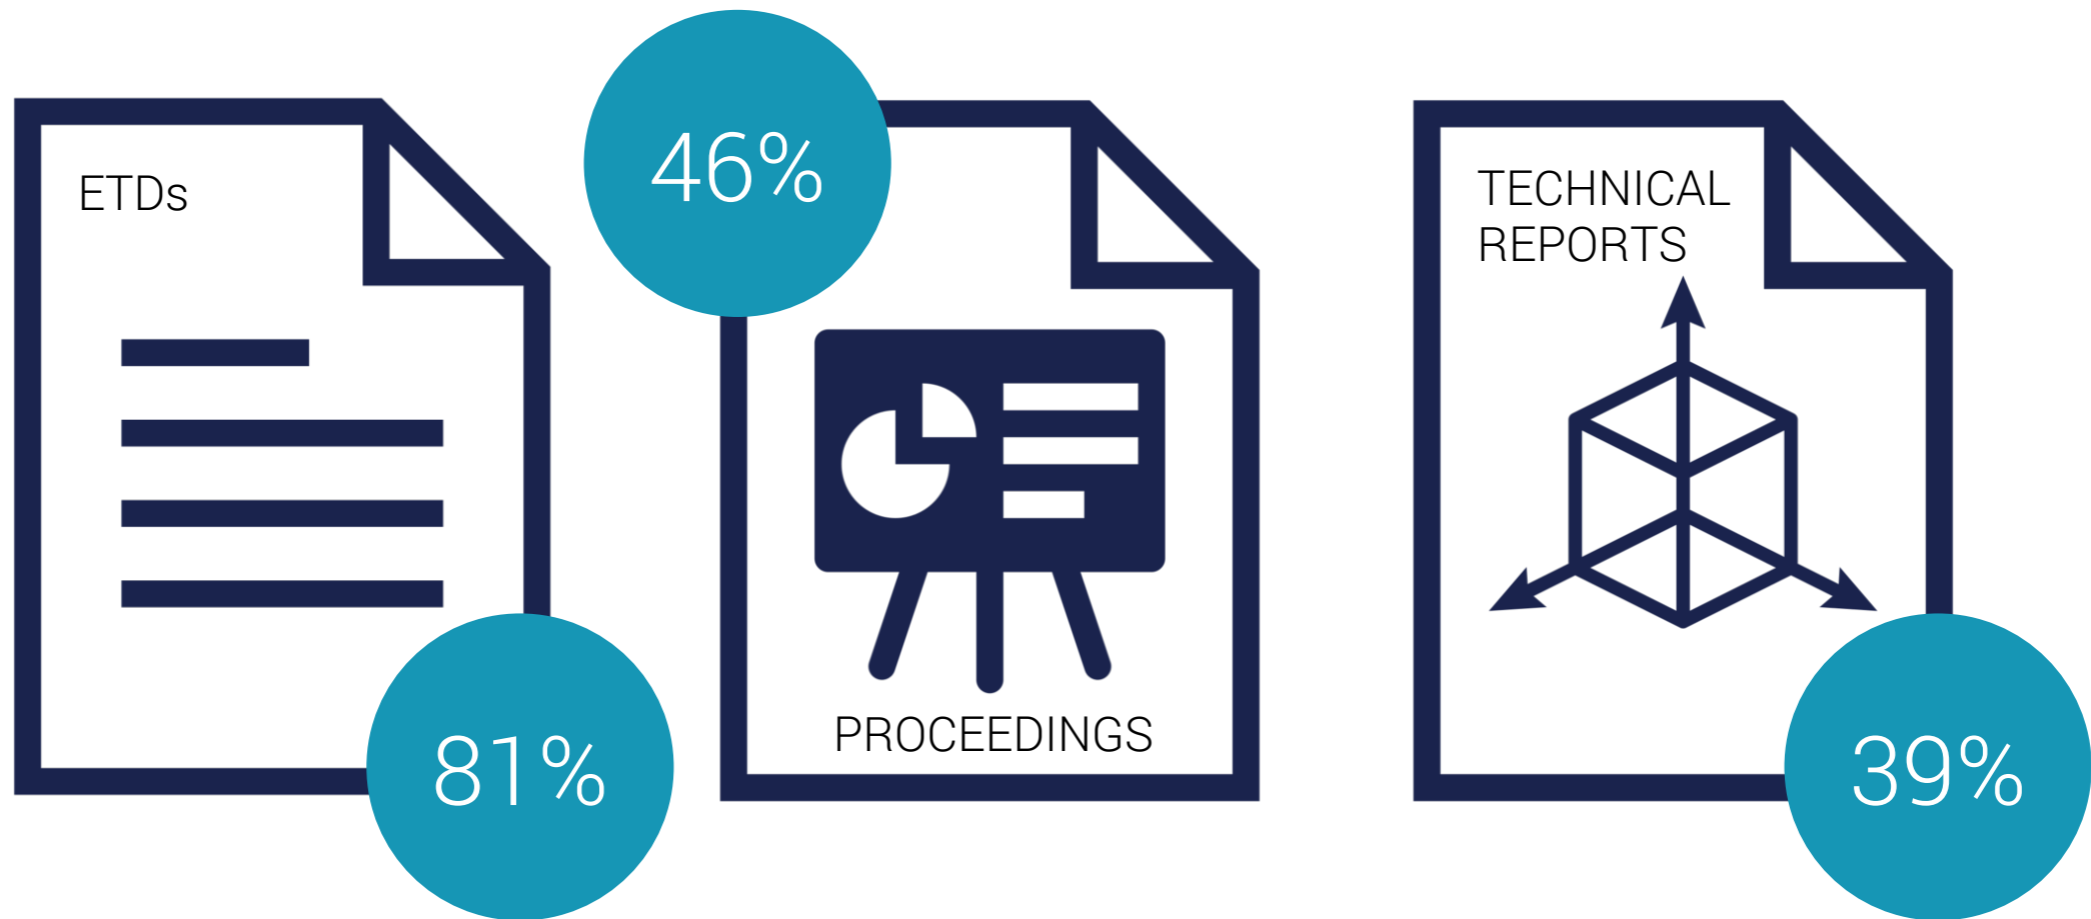 ETDs
81%
46%
PROCEEDINGS
TECHNICAL
REPORTS
39%